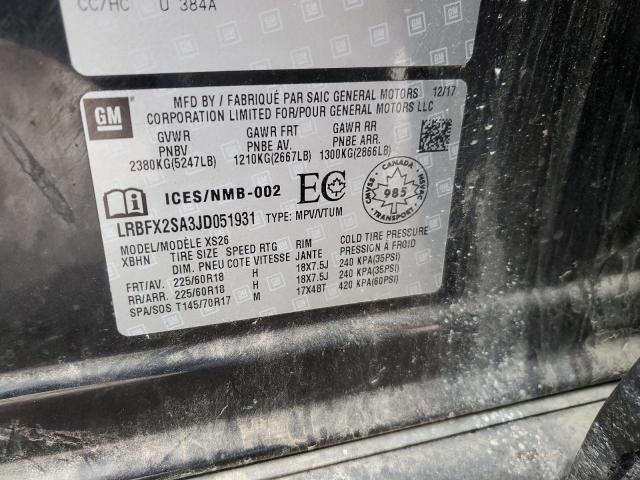 CC/HC U 384A
GM
MFD BY / FABRIQUÉ PAR SAIC GENERAL MOTORS 12/17
CORPORATION LIMITED FOR/POUR GENERAL MOTORS LLC
GVWR GAWR FRT GAWR RR
PNBV PNBE AV. PNBE ARR.
2380KG(5247LB) 1210KG(2667LB) 1300KG(2866LB)
ICES/NMB-002 EC
CANADA
CMVSS 985 NSVAC
LRBFX2SA3JD051931 TYPE: MPV/VTUM
MODEL/MODÈLE XS26
XBHN TIRE SIZE SPEED RTG RIM COLD TIRE PRESSURE
DIM. PNEU COTE VITESSE JANTE PRESSION À FROID
FRT/AV. 225/60R18 H 18X7.5J 240 KPA(35PSI)
RR/ARR. 225/60R18 H 18X7.5J 240 KPA(35PSI)
SPA/SOS T145/70R17 M 17X4BT 420 KPA(60PSI)